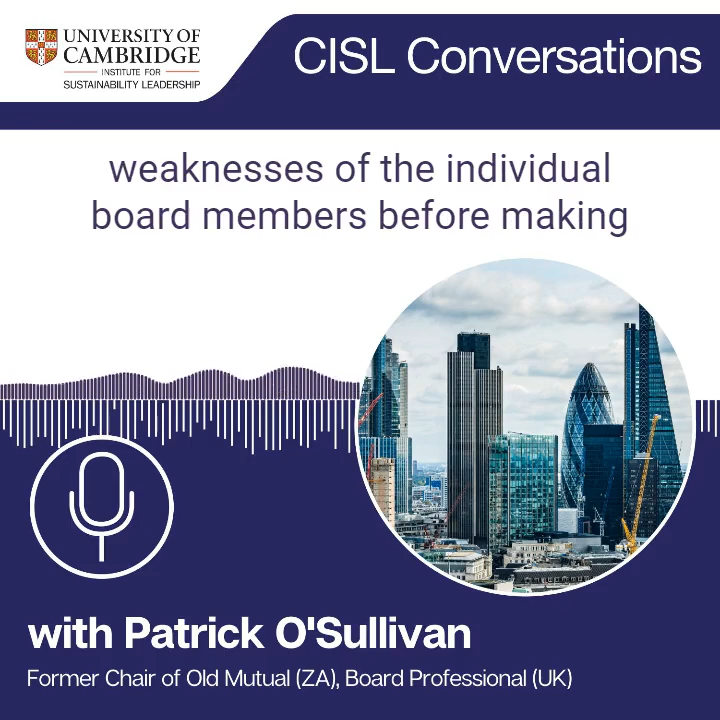 UNIVERSITY OF
CAMBRIDGE
INSTITUTE FOR
SUSTAINABILITY LEADERSHIP
CISL Conversations
weaknesses of the individual
board members before making
with Patrick O'Sullivan
Former Chair of Old Mutual (ZA), Board Professional (UK)